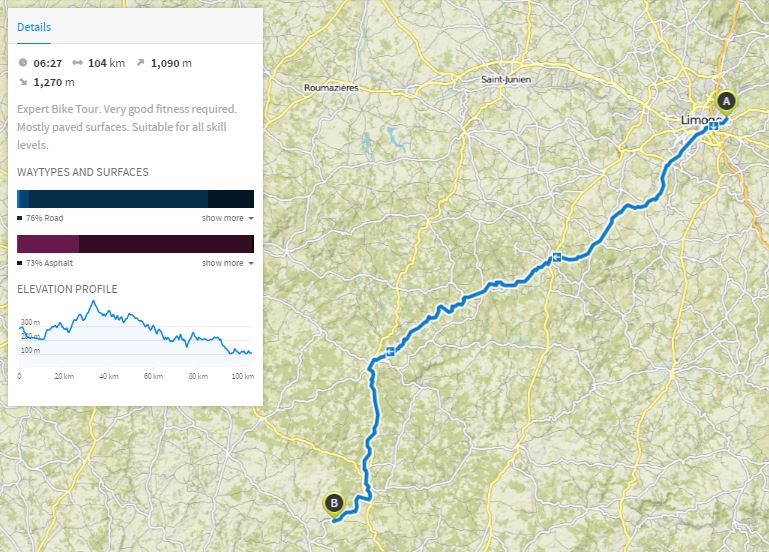 Details
06:27 104 km 1,090 m
1,270 m
Expert Bike Tour. Very good fitness required.
Mostly paved surfaces. Suitable for all skill
levels.
WAYTYPES AND SURFACES
76% Road show more
73% Asphalt show more
ELEVATION PROFILE
300 m
200 m
100 m
0 20 km 40 km 60 km 80 km 100 km
Saint-Junien
Roumazières
A
Limoge
B